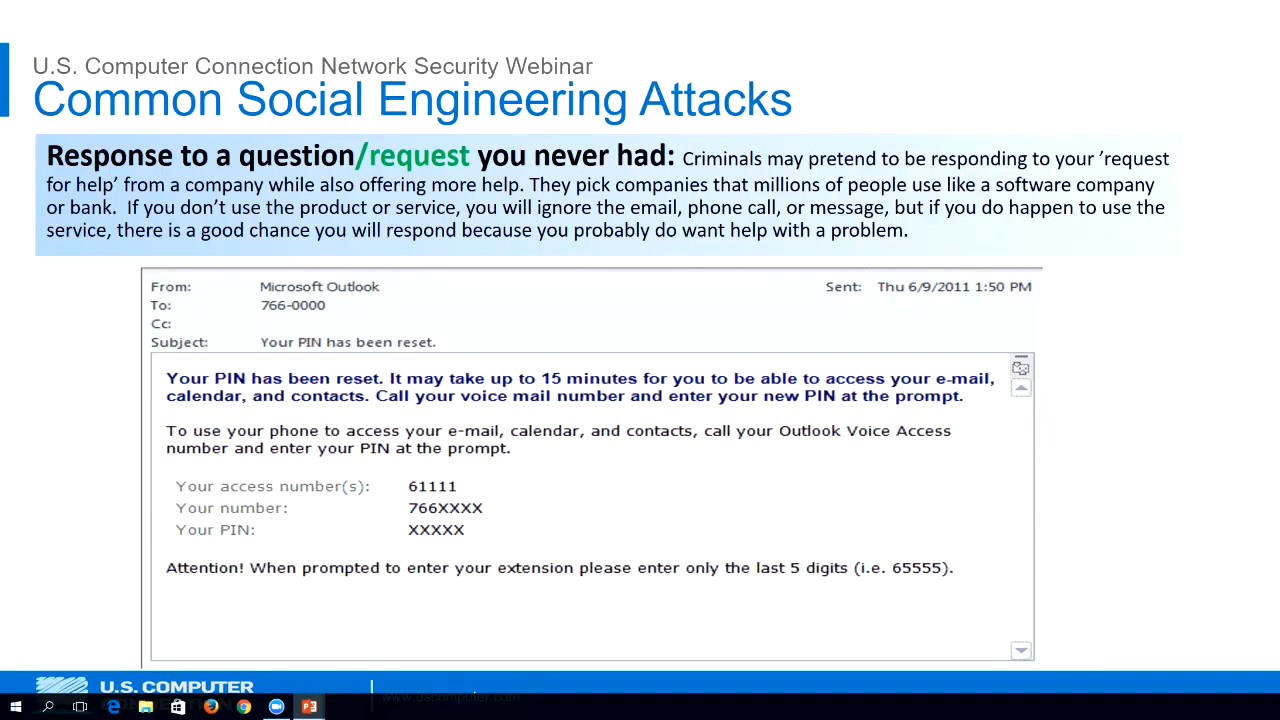 U.S. Computer Connection Network Security Webinar
Common Social Engineering Attacks
Response to a question/request you never had: Criminals may pretend to be responding to your ’request
for help’ from a company while also offering more help. They pick companies that millions of people use like a software company
or bank. If you don’t use the product or service, you will ignore the email, phone call, or message, but if you do happen to use the
service, there is a good chance you will respond because you probably do want help with a problem.
From: Microsoft Outlook Sent: Thu 6/9/2011 1:50 PM
To: 766-0000
Cc:
Subject: Your PIN has been reset.
Your PIN has been reset. It may take up to 15 minutes for you to be able to access your e-mail,
calendar, and contacts. Call your voice mail number and enter your new PIN at the prompt.
To use your phone to access your e-mail, calendar, and contacts, call your Outlook Voice Access
number and enter your PIN at the prompt.
Your access number(s): 61111
Your number: 766XXXX
Your PIN: XXXXX
Attention! When prompted to enter your extension please enter only the last 5 digits (i.e. 65555).
U.S. COMPUTER
www.uscomputer.com